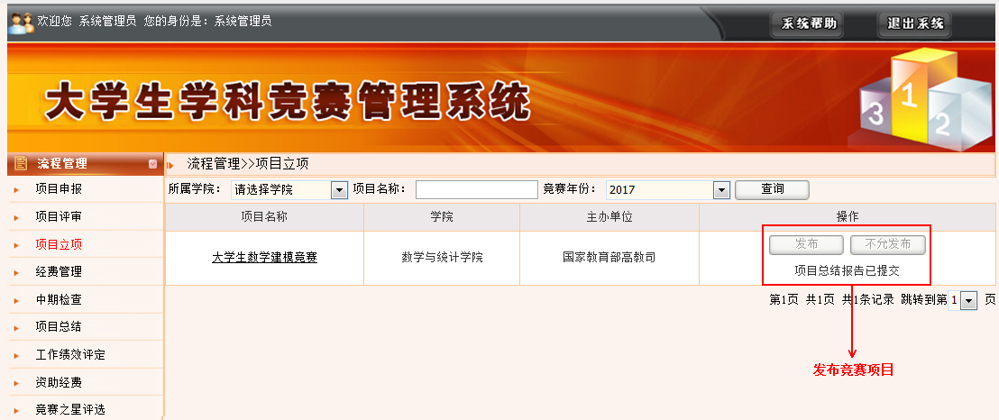 欢迎您 系统管理员 您的身份是：系统管理员
系统帮助
退出系统
大学生学科竞赛管理系统
3 1 2
流程管理
流程管理>>项目立项
项目申报
项目评审
项目立项
经费管理
中期检查
项目总结
工作绩效评定
资助经费
竟赛之星评选
所属学院： 请选择学院 项目名称： 竟赛年份： 2017 查询
项目名称 学院 主办单位 操作
大学生数学建模竟赛 数学与统计学院 国家教育部高教司 发布 不允发布
项目总结报告已提交
第1页 共1页 共1条记录 跳转到第 1 页
发布竞赛项目